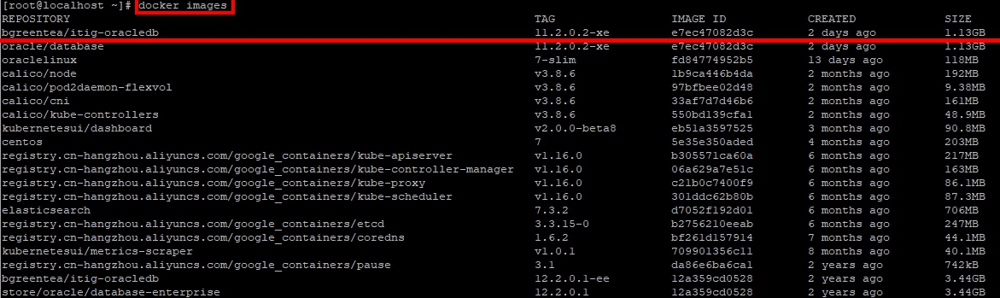 [root@localhost ~]# docker images
REPOSITORY TAG IMAGE ID CREATED SIZE
bgreentea/itig-oracledb 11.2.0.2-xe e7ec47082d3c 2 days ago 1.13GB
oracle/database 11.2.0.2-xe e7ec47082d3c 2 days ago 1.13GB
oraclelinux 7-slim fd84774952b5 13 days ago 118MB
calico/node v3.8.6 1b9ca446b4da 2 months ago 192MB
calico/pod2daemon-flexvol v3.8.6 97bfbee02d48 2 months ago 9.38MB
calico/cni v3.8.6 33af7d7d46b6 2 months ago 161MB
calico/kube-controllers v3.8.6 550bd139cfa1 2 months ago 48.9MB
kubernetesui/dashboard v2.0.0-beta8 eb51a3597525 3 months ago 90.8MB
centos 7 5e35e350aded 4 months ago 203MB
registry.cn-hangzhou.aliyuncs.com/google_containers/kube-apiserver v1.16.0 b305571ca60a 6 months ago 217MB
registry.cn-hangzhou.aliyuncs.com/google_containers/kube-controller-manager v1.16.0 06a629a7e51c 6 months ago 163MB
registry.cn-hangzhou.aliyuncs.com/google_containers/kube-proxy v1.16.0 c21b0c7400f9 6 months ago 86.1MB
registry.cn-hangzhou.aliyuncs.com/google_containers/kube-scheduler v1.16.0 301ddc62b80b 6 months ago 87.3MB
elasticsearch 7.3.2 d7052f192d01 6 months ago 706MB
registry.cn-hangzhou.aliyuncs.com/google_containers/etcd 3.3.15-0 b2756210eeab 6 months ago 247MB
registry.cn-hangzhou.aliyuncs.com/google_containers/coredns 1.6.2 bf261d157914 7 months ago 44.1MB
kubernetesui/metrics-scraper v1.0.1 709901356c11 8 months ago 40.1MB
registry.cn-hangzhou.aliyuncs.com/google_containers/pause 3.1 da86e6ba6ca1 2 years ago 742kB
bgreentea/itig-oracledb 12.2.0.1-ee 12a359cd0528 2 years ago 3.44GB
store/oracle/database-enterprise 12.2.0.1 12a359cd0528 2 years ago 3.44GB